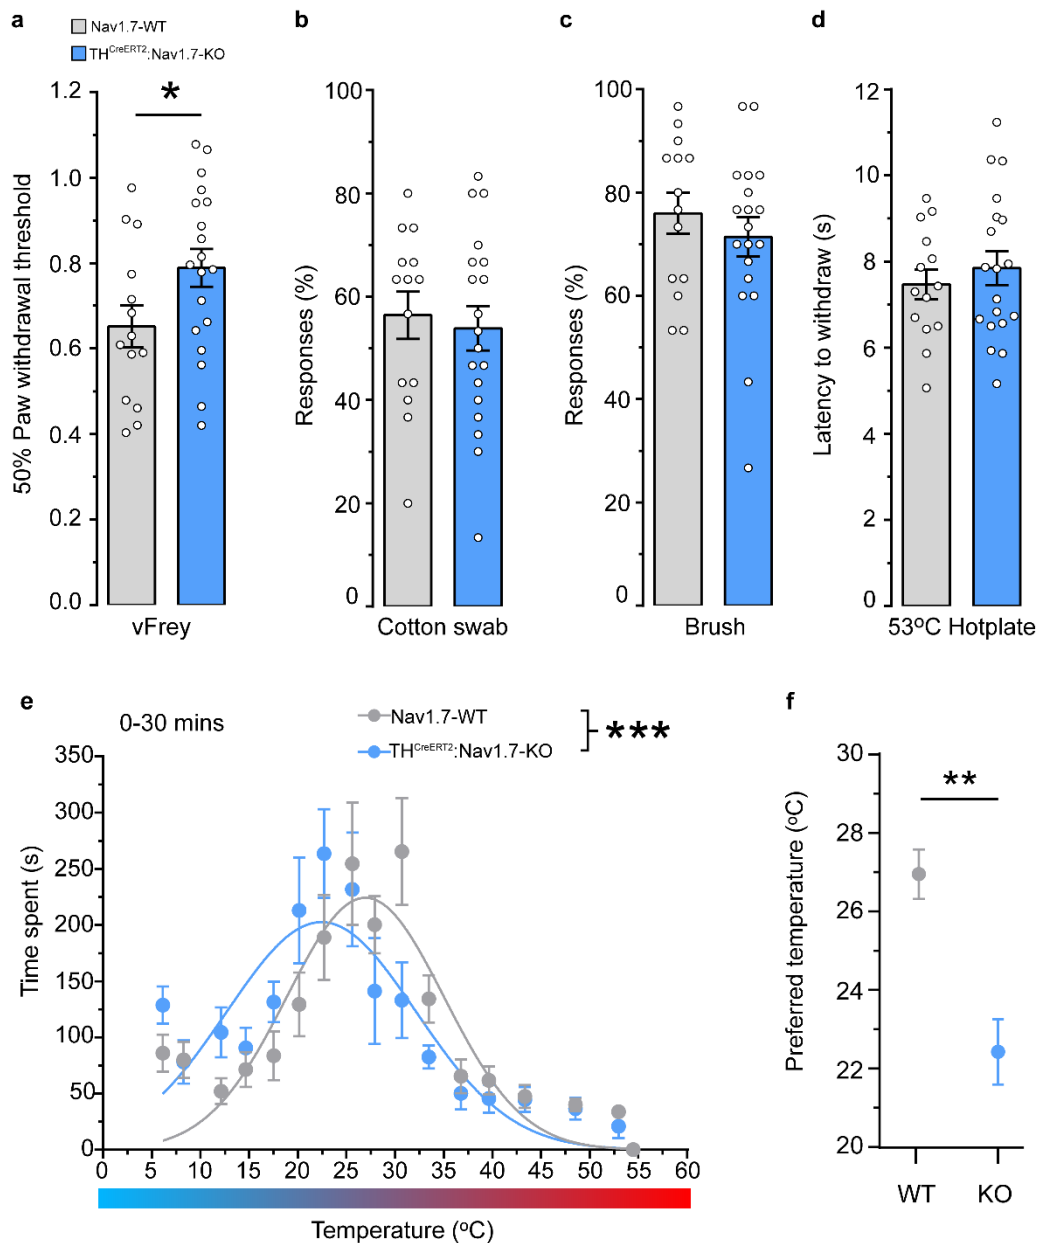 a
b
c
d
Nav1.7-WT
TH^CreERT2:Nav1.7-KO
*
50% Paw withdrawal threshold
1.2
1.0
0.8
0.6
0.4
0.2
0.0
vFrey
Responses (%)
100
80
60
40
20
0
Cotton swab
Responses (%)
100
80
60
40
20
0
Brush
Latency to withdraw (s)
12
10
8
6
4
2
0
53ºC Hotplate
e
0-30 mins
Nav1.7-WT
TH^CreERT2:Nav1.7-KO
***
Time spent (s)
350
300
250
200
150
100
50
0
0 5 10 15 20 25 30 35 40 45 50 55 60
Temperature (ºC)
f
**
Preferred temperature (ºC)
30
28
26
24
22
20
WT KO